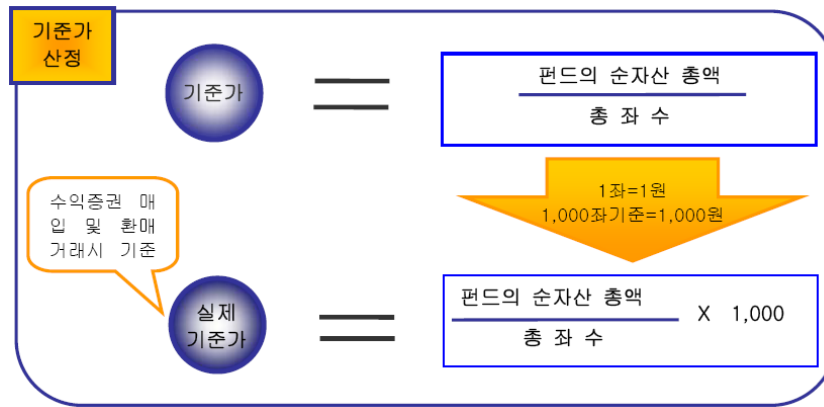 기준가
산정
기준가
펀드의 순자산 총액
총 좌 수
수익증권 매
입 및 환매
거래시 기준
1좌=1원
1,000좌기준=1,000원
실제
기준가
펀드의 순자산 총액
총 좌 수
X 1,000